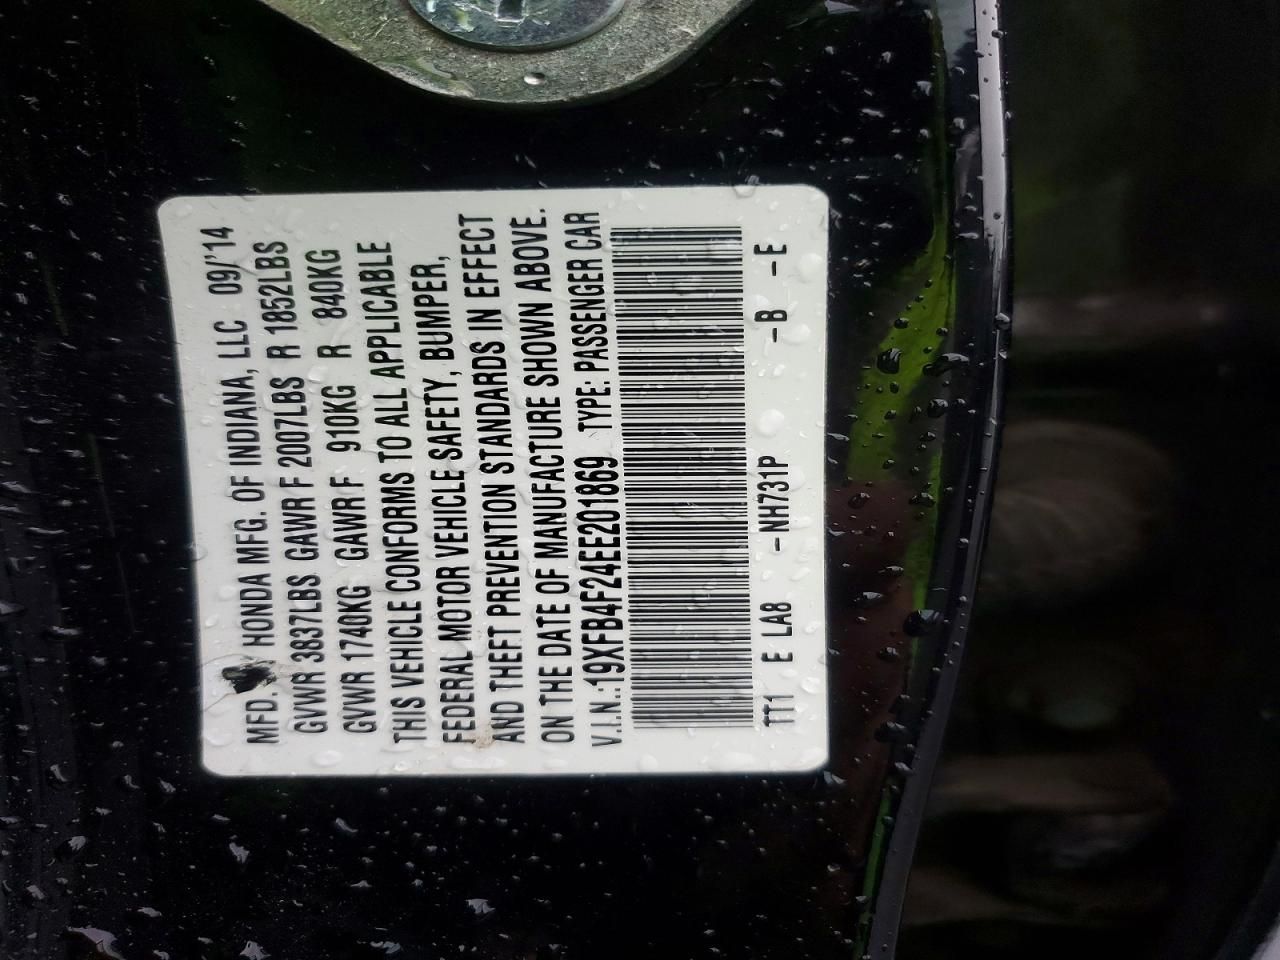 MFD. HONDA MFG. OF INDIANA, LLC 09/'14
GVWR 3837LBS GAWR F 2007LBS R 1852LBS
GVWR 1740KG GAWR F 910KG R 840KG
THIS VEHICLE CONFORMS TO ALL APPLICABLE
FEDERAL MOTOR VEHICLE SAFETY, BUMPER,
AND THEFT PREVENTION STANDARDS IN EFFECT
ON THE DATE OF MANUFACTURE SHOWN ABOVE.
V.I.N.:19XFB4F24EE201869 TYPE: PASSENGER CAR
TT1 E LA8 -NH731P -B -E